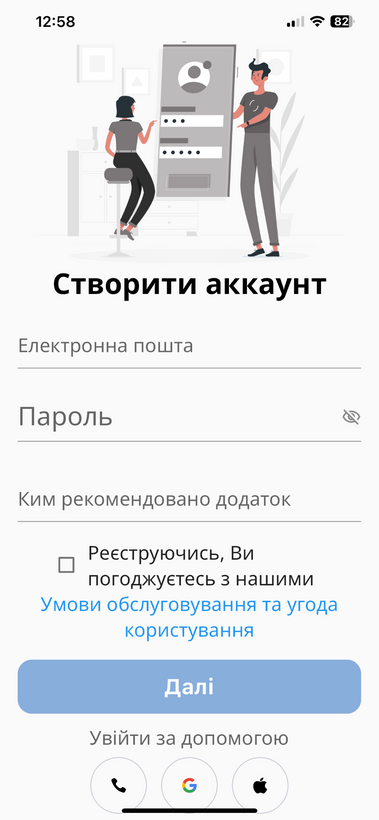 12:58
82
Створити аккаунт
Електронна пошта
Пароль
Ким рекомендовано додаток
Реєструючись, Ви
погоджуєтесь з нашими
Умови обслуговування та угода
користування
Далі
Увійти за допомогою